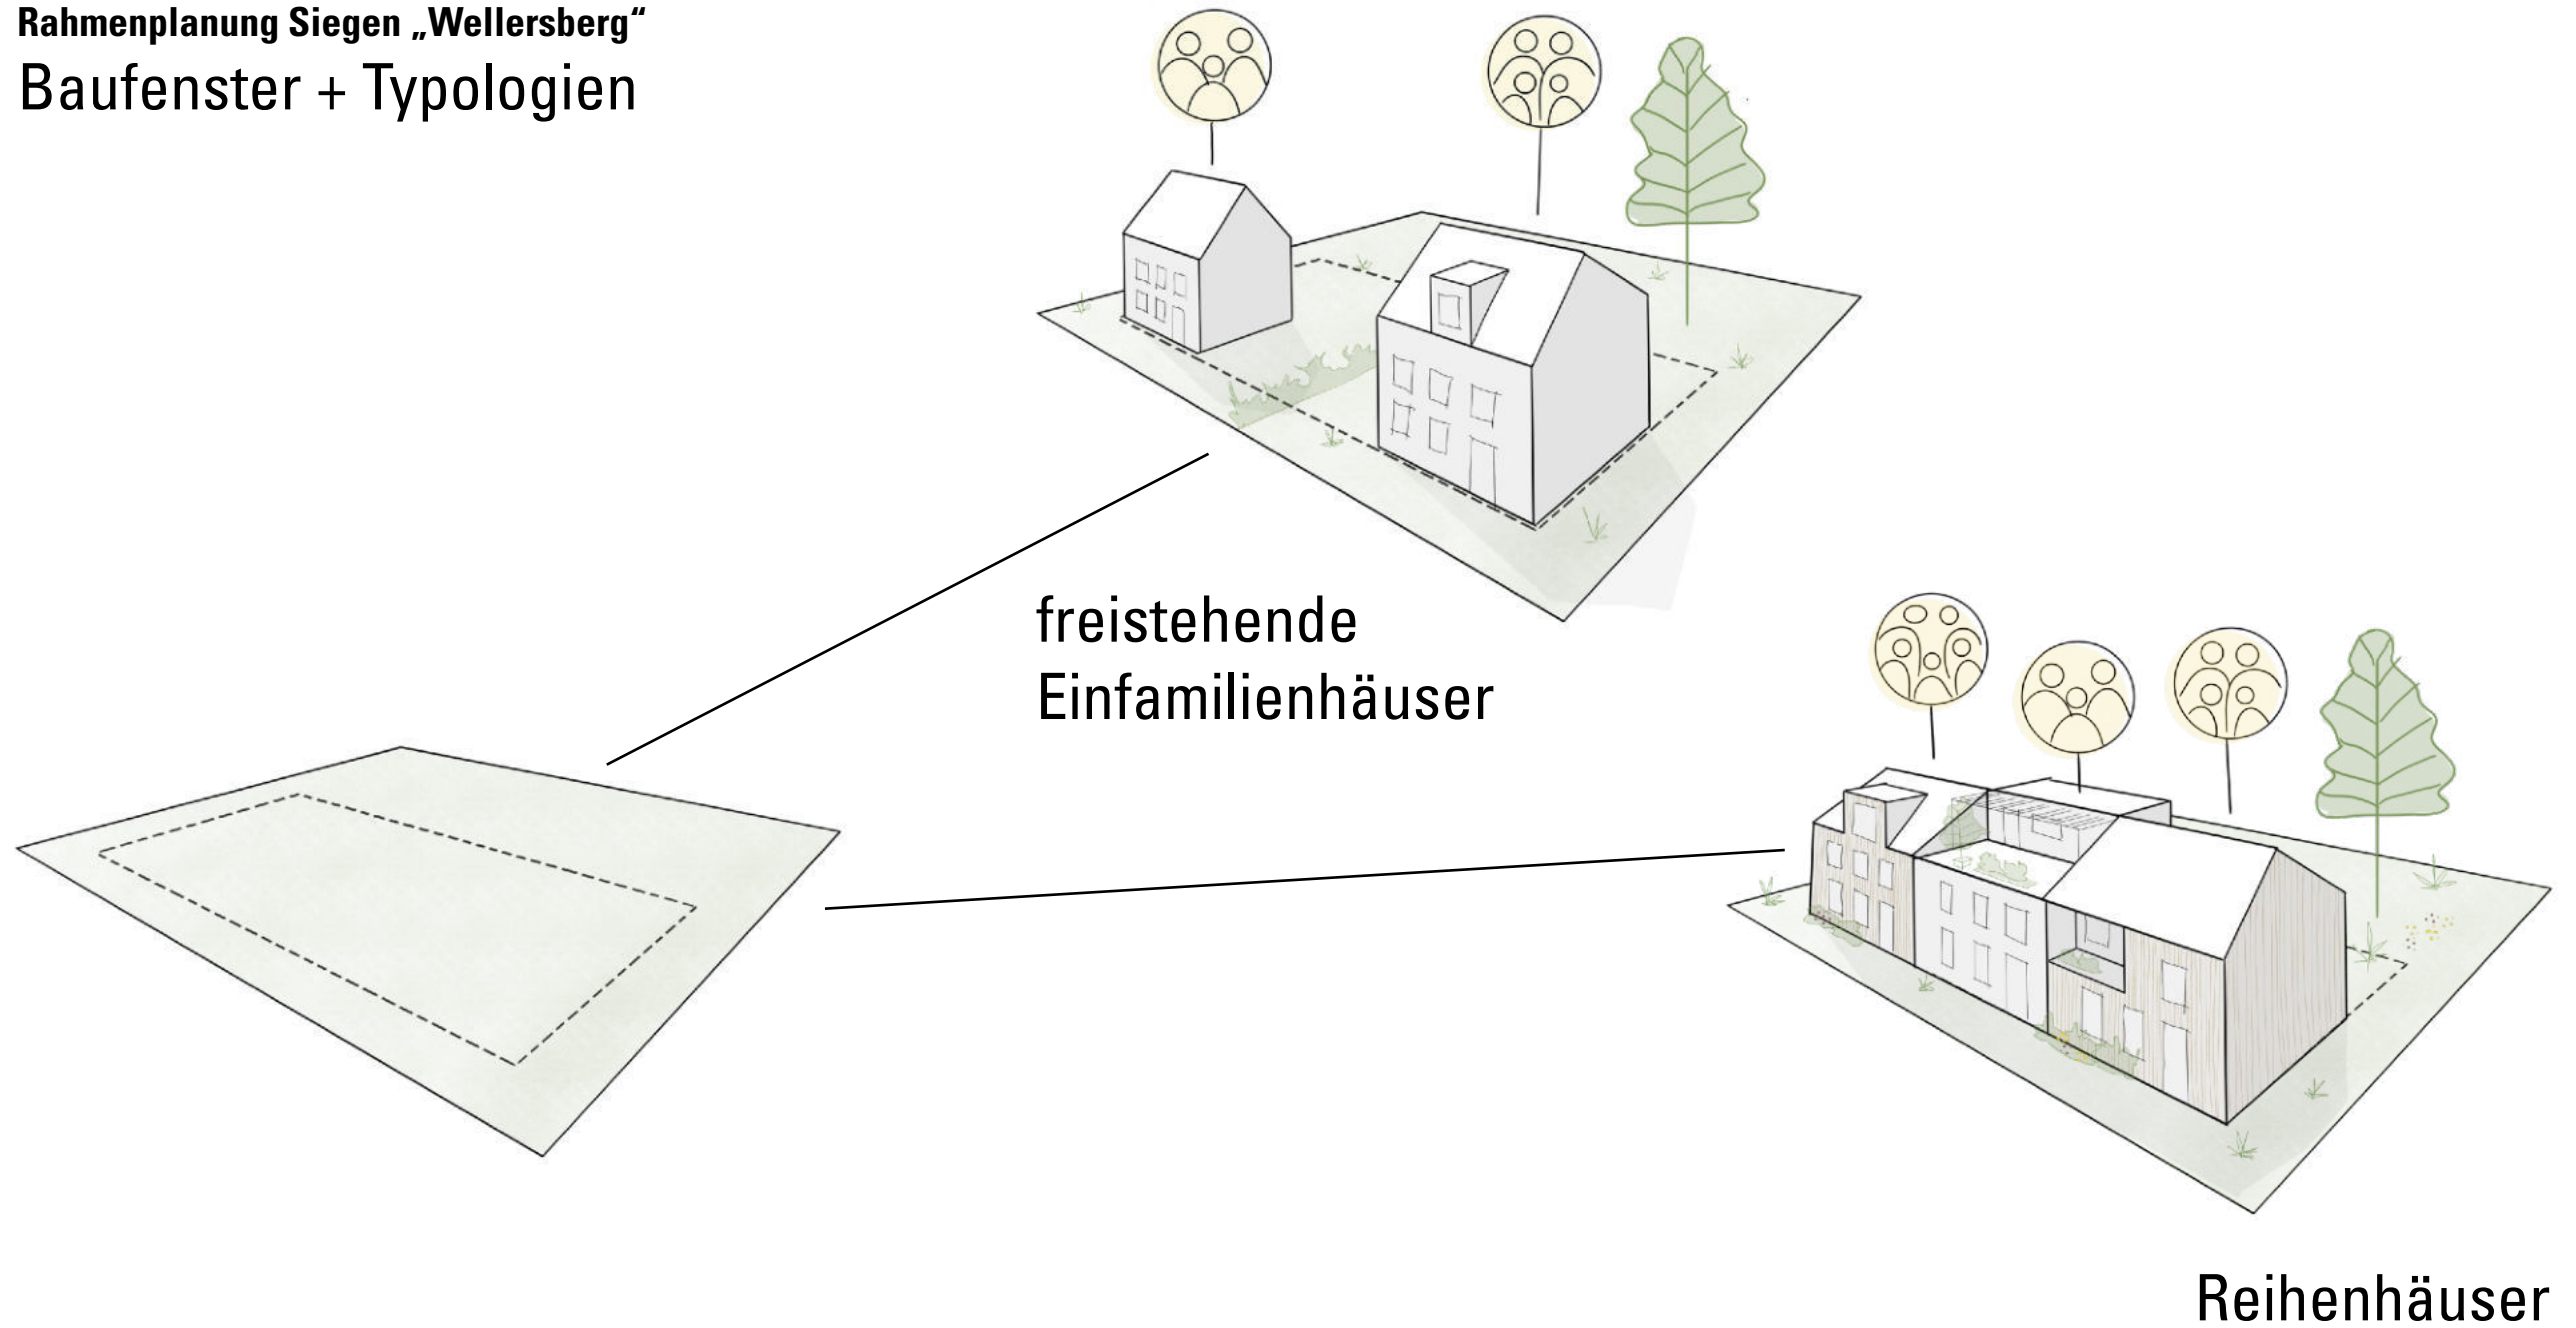 Rahmenplanung Siegen „Wellersberg“
Baufenster + Typologien
freistehende
Einfamilienhäuser
Reihenhäuser